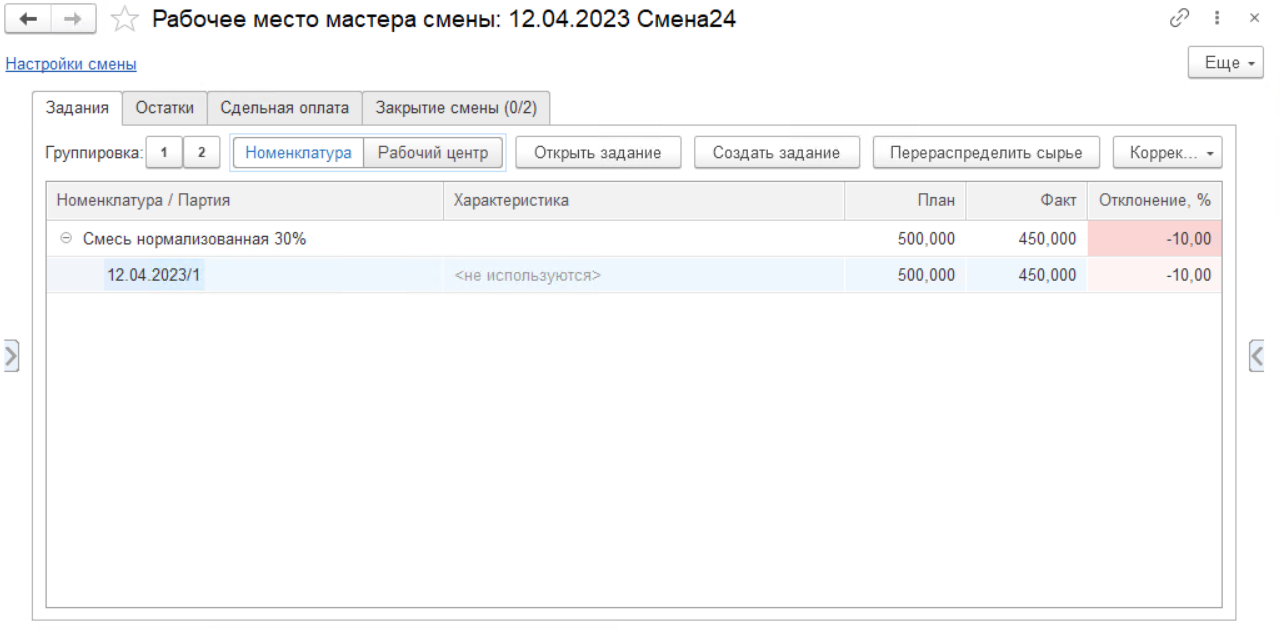 Рабочее место мастера смены: 12.04.2023 Смена24
Настройки смены
Еще
Задания Остатки Сдельная оплата Закрытие смены (0/2)
Группировка: 1 2 Номенклатура Рабочий центр Открыть задание Создать задание Перераспределить сырье Коррек...
Номенклатура / Партия Характеристика План Факт Отклонение, %
Смесь нормализованная 30% 500,000 450,000 -10,00
12.04.2023/1 <не используются> 500,000 450,000 -10,00